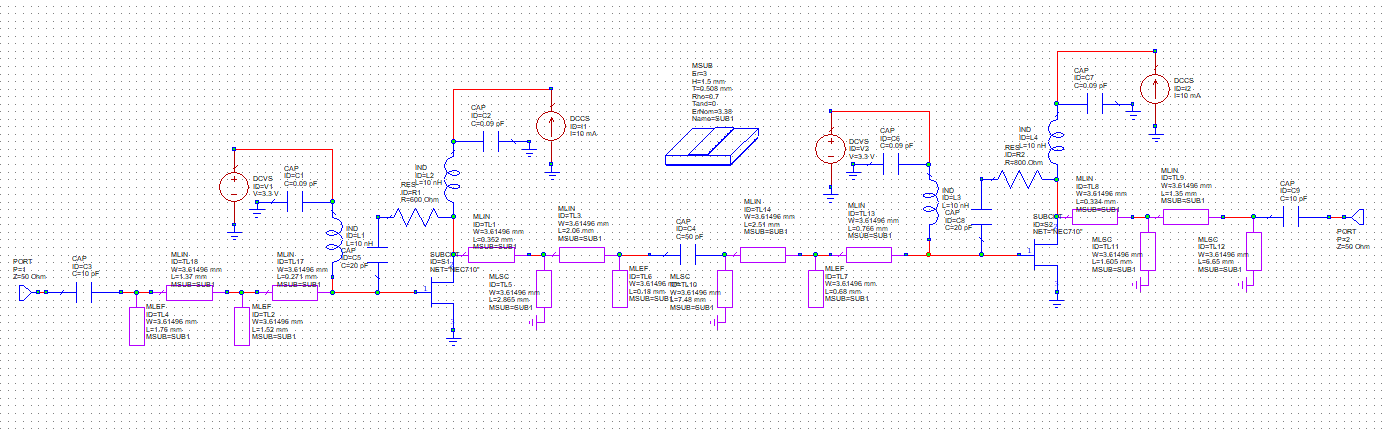 PORT
P=1
Z=50 Ohm
CAP
ID=C3
C=10 pF
MLEF
ID=TL4
W=3.61496 mm
L=1.76 mm
MSUB=SUB1
MLIN
ID=TL18
W=3.61496 mm
L=1.37 mm
MSUB=SUB1
MLEF
ID=TL2
W=3.61496 mm
L=1.52 mm
MSUB=SUB1
MLIN
ID=TL17
W=3.61496 mm
L=0.271 mm
MSUB=SUB1
DCVS
ID=V1
V=3.3 V
CAP
ID=C1
C=0.09 pF
IND
ID=L1
L=10 nH
CAP
ID=C5
C=20 pF
RES
ID=R1
R=600 Ohm
IND
ID=L2
L=10 nH
CAP
ID=C2
C=0.09 pF
DCCS
ID=I1
I=10 mA
SUBCKT
ID=S1
NET="NEC710"
1
MLIN
ID=TL1
W=3.61496 mm
L=0.352 mm
MSUB=SUB1
MLSC
ID=TL5
W=3.61496 mm
L=2.865 mm
MSUB=SUB1
MLIN
ID=TL3
W=3.61496 mm
L=2.06 mm
MSUB=SUB1
MLEF
ID=TL6
W=3.61496 mm
L=0.18 mm
MSUB=SUB1
CAP
ID=C4
C=50 pF
MLSC
ID=TL10
W=3.61496 mm
L=7.48 mm
MSUB=SUB1
MSUB
Er=3
H=1.5 mm
T=0.508 mm
Rho=0.7
Tand=0
ErNom=3.38
Name=SUB1
MLIN
ID=TL14
W=3.61496 mm
L=2.51 mm
MSUB=SUB1
MLEF
ID=TL7
W=3.61496 mm
L=0.68 mm
MSUB=SUB1
MLIN
ID=TL13
W=3.61496 mm
L=0.766 mm
MSUB=SUB1
DCVS
ID=V2
V=3.3 V
CAP
ID=C6
C=0.09 pF
IND
ID=L3
L=10 nH
CAP
ID=C8
C=20 pF
RES
ID=R2
R=800 Ohm
IND
ID=L4
L=10 nH
CAP
ID=C7
C=0.09 pF
DCCS
ID=I2
I=10 mA
SUBCKT
ID=S2
NET="NEC710"
1
MLIN
ID=TL8
W=3.61496 mm
L=0.334 mm
MSUB=SUB1
MLSC
ID=TL11
W=3.61496 mm
L=1.605 mm
MSUB=SUB1
MLIN
ID=TL9
W=3.61496 mm
L=1.35 mm
MSUB=SUB1
MLSC
ID=TL12
W=3.61496 mm
L=6.65 mm
MSUB=SUB1
CAP
ID=C9
C=10 pF
PORT
P=2
Z=50 Ohm